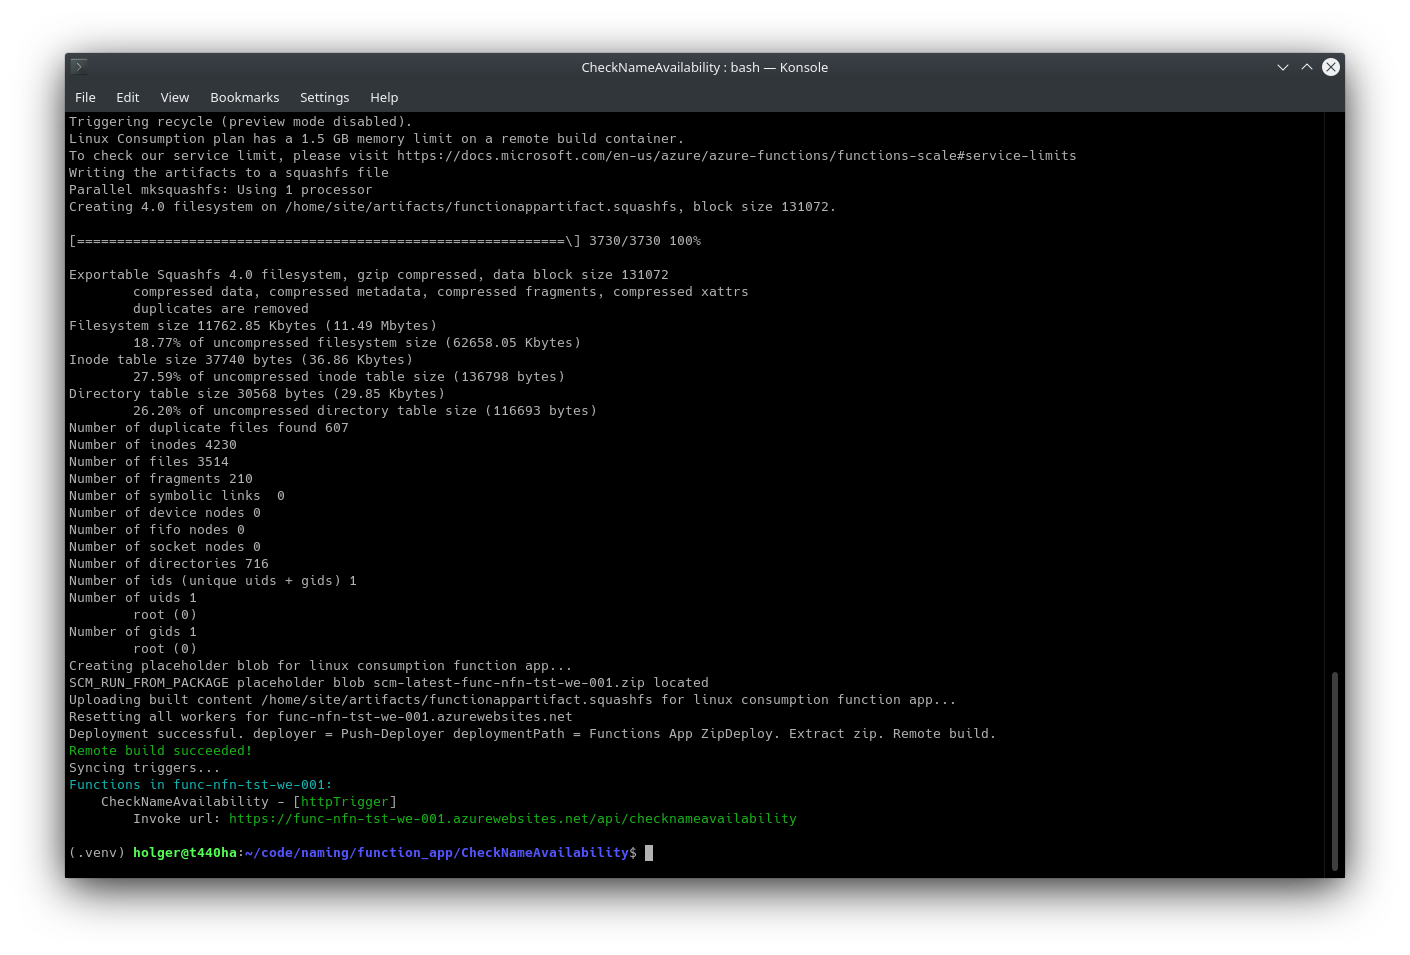 CheckNameAvailability : bash — Konsole
File Edit View Bookmarks Settings Help
Triggering recycle (preview mode disabled).
Linux Consumption plan has a 1.5 GB memory limit on a remote build container.
To check our service limit, please visit https://docs.microsoft.com/en-us/azure/azure-functions/functions-scale#service-limits
Writing the artifacts to a squashfs file
Parallel mksquashfs: Using 1 processor
Creating 4.0 filesystem on /home/site/artifacts/functionappartifact.squashfs, block size 131072.
[=============================================================\] 3730/3730 100%
Exportable Squashfs 4.0 filesystem, gzip compressed, data block size 131072
compressed data, compressed metadata, compressed fragments, compressed xattrs
duplicates are removed
Filesystem size 11762.85 Kbytes (11.49 Mbytes)
18.77% of uncompressed filesystem size (62658.05 Kbytes)
Inode table size 37740 bytes (36.86 Kbytes)
27.59% of uncompressed inode table size (136798 bytes)
Directory table size 30568 bytes (29.85 Kbytes)
26.20% of uncompressed directory table size (116693 bytes)
Number of duplicate files found 607
Number of inodes 4230
Number of files 3514
Number of fragments 210
Number of symbolic links  0
Number of device nodes 0
Number of fifo nodes 0
Number of socket nodes 0
Number of directories 716
Number of ids (unique uids + gids) 1
Number of uids 1
root (0)
Number of gids 1
root (0)
Creating placeholder blob for linux consumption function app...
SCM_RUN_FROM_PACKAGE placeholder blob scm-latest-func-nfn-tst-we-001.zip located
Uploading built content /home/site/artifacts/functionappartifact.squashfs for linux consumption function app...
Resetting all workers for func-nfn-tst-we-001.azurewebsites.net
Deployment successful. deployer = Push-Deployer deploymentPath = Functions App ZipDeploy. Extract zip. Remote build.
Remote build succeeded!
Syncing triggers...
Functions in func-nfn-tst-we-001:
CheckNameAvailability - [httpTrigger]
Invoke url: https://func-nfn-tst-we-001.azurewebsites.net/api/checknameavailability
(.venv) holger@t440ha:~/code/naming/function_app/CheckNameAvailability$